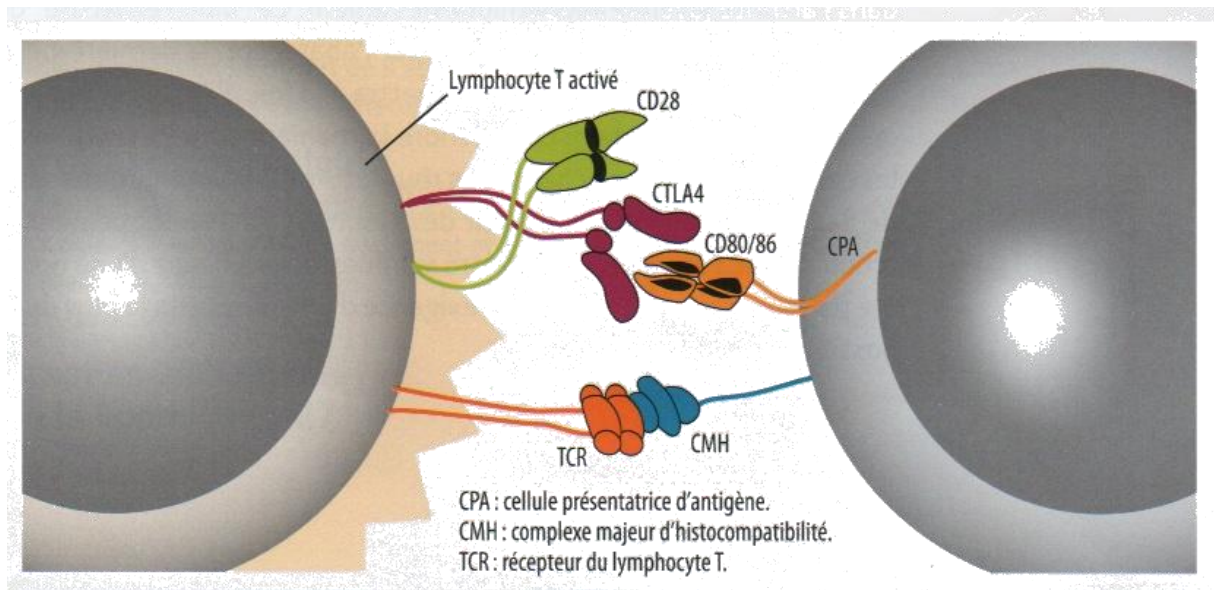 Lymphocyte T activé
CD28
CTLA4
CD80/86
CPA
TCR
CMH
CPA : cellule présentatrice d'antigène.
CMH : complexe majeur d'histocompatibilité.
TCR : récepteur du lymphocyte T.